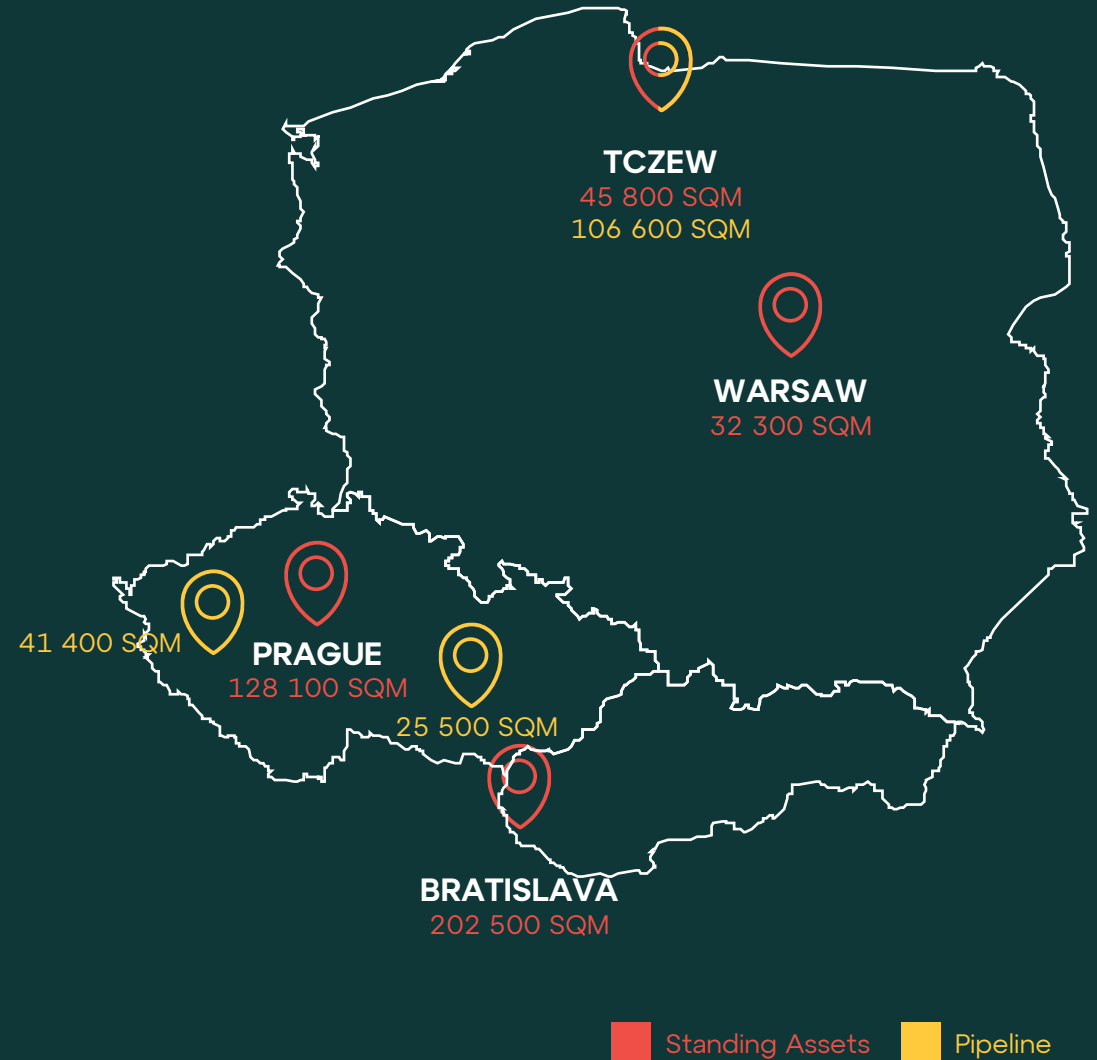 TCZEW
45 800 SQM
106 600 SQM
WARSAW
32 300 SQM
41 400 SQM
PRAGUE
128 100 SQM
25 500 SQM
BRATISLAVA
202 500 SQM
Standing Assets
Pipeline